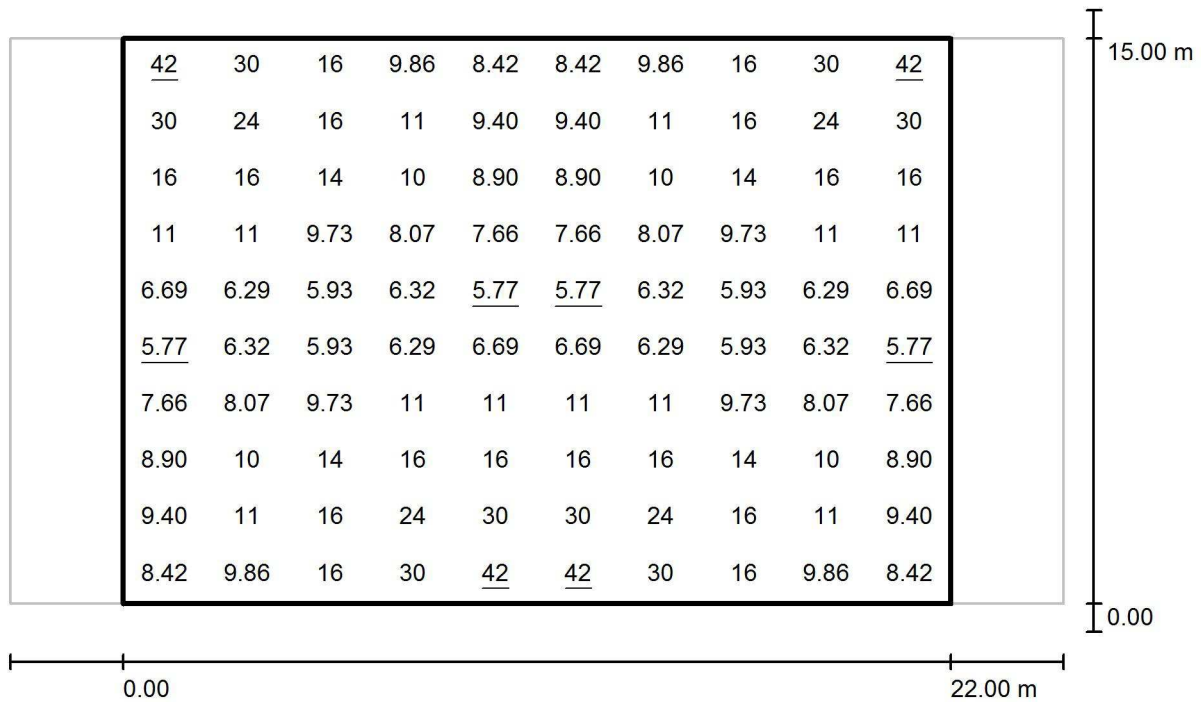 42 30 16 9.86 8.42 8.42 9.86 16 30 42
15.00 m
30 24 16 11 9.40 9.40 11 16 24 30
16 16 14 10 8.90 8.90 10 14 16 16
11 11 9.73 8.07 7.66 7.66 8.07 9.73 11 11
6.69 6.29 5.93 6.32 5.77 5.77 6.32 5.93 6.29 6.69
5.77 6.32 5.93 6.29 6.69 6.69 6.29 5.93 6.32 5.77
7.66 8.07 9.73 11 11 11 11 9.73 8.07 7.66
8.90 10 14 16 16 16 16 14 10 8.90
9.40 11 16 24 30 30 24 16 11 9.40
8.42 9.86 16 30 42 42 30 16 9.86 8.42
0.00
0.00 22.00 m